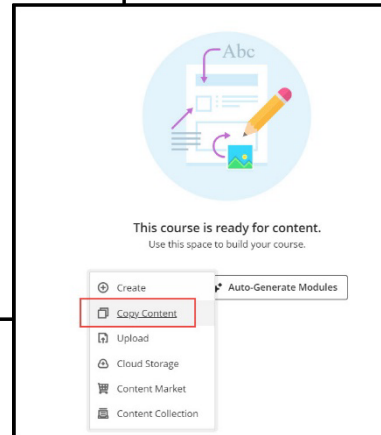 Abc
This course is ready for content.
Use this space to build your course.
Create
Auto-Generate Modules
Copy Content
Upload
Cloud Storage
Content Market
Content Collection